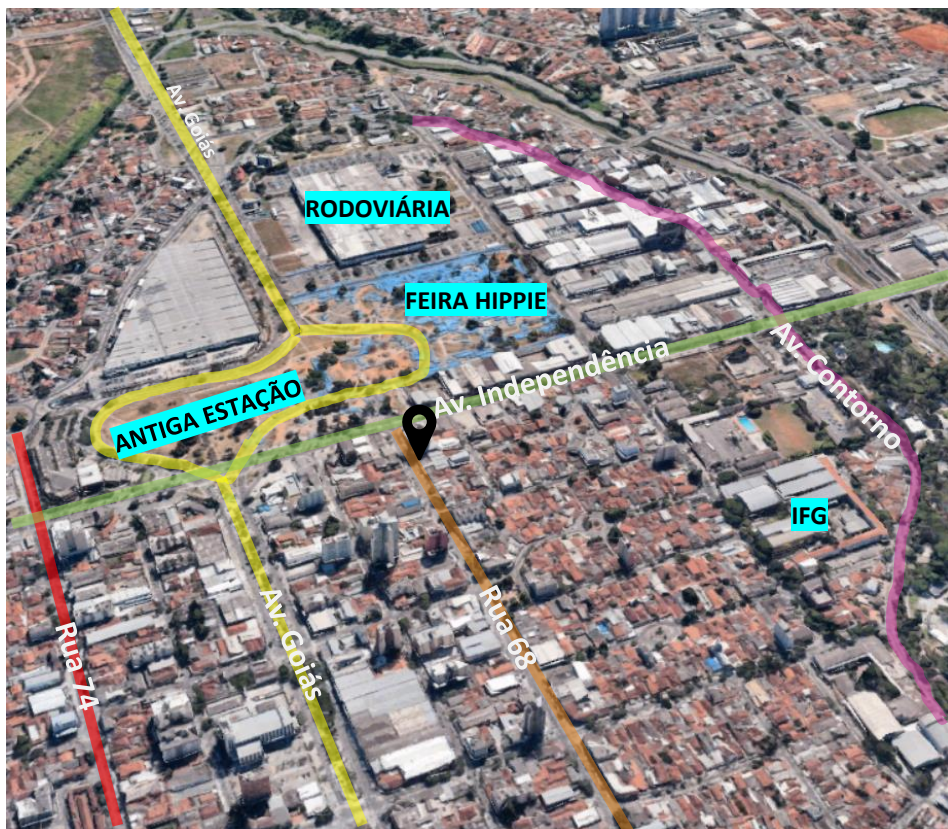 Av. Goiás
RODOVIÁRIA
FEIRA HIPPIE
Av. Independência
Av. Contorno
ANTIGA ESTAÇÃO
IFG
Rua 74
Av. Goiás
Rua 68